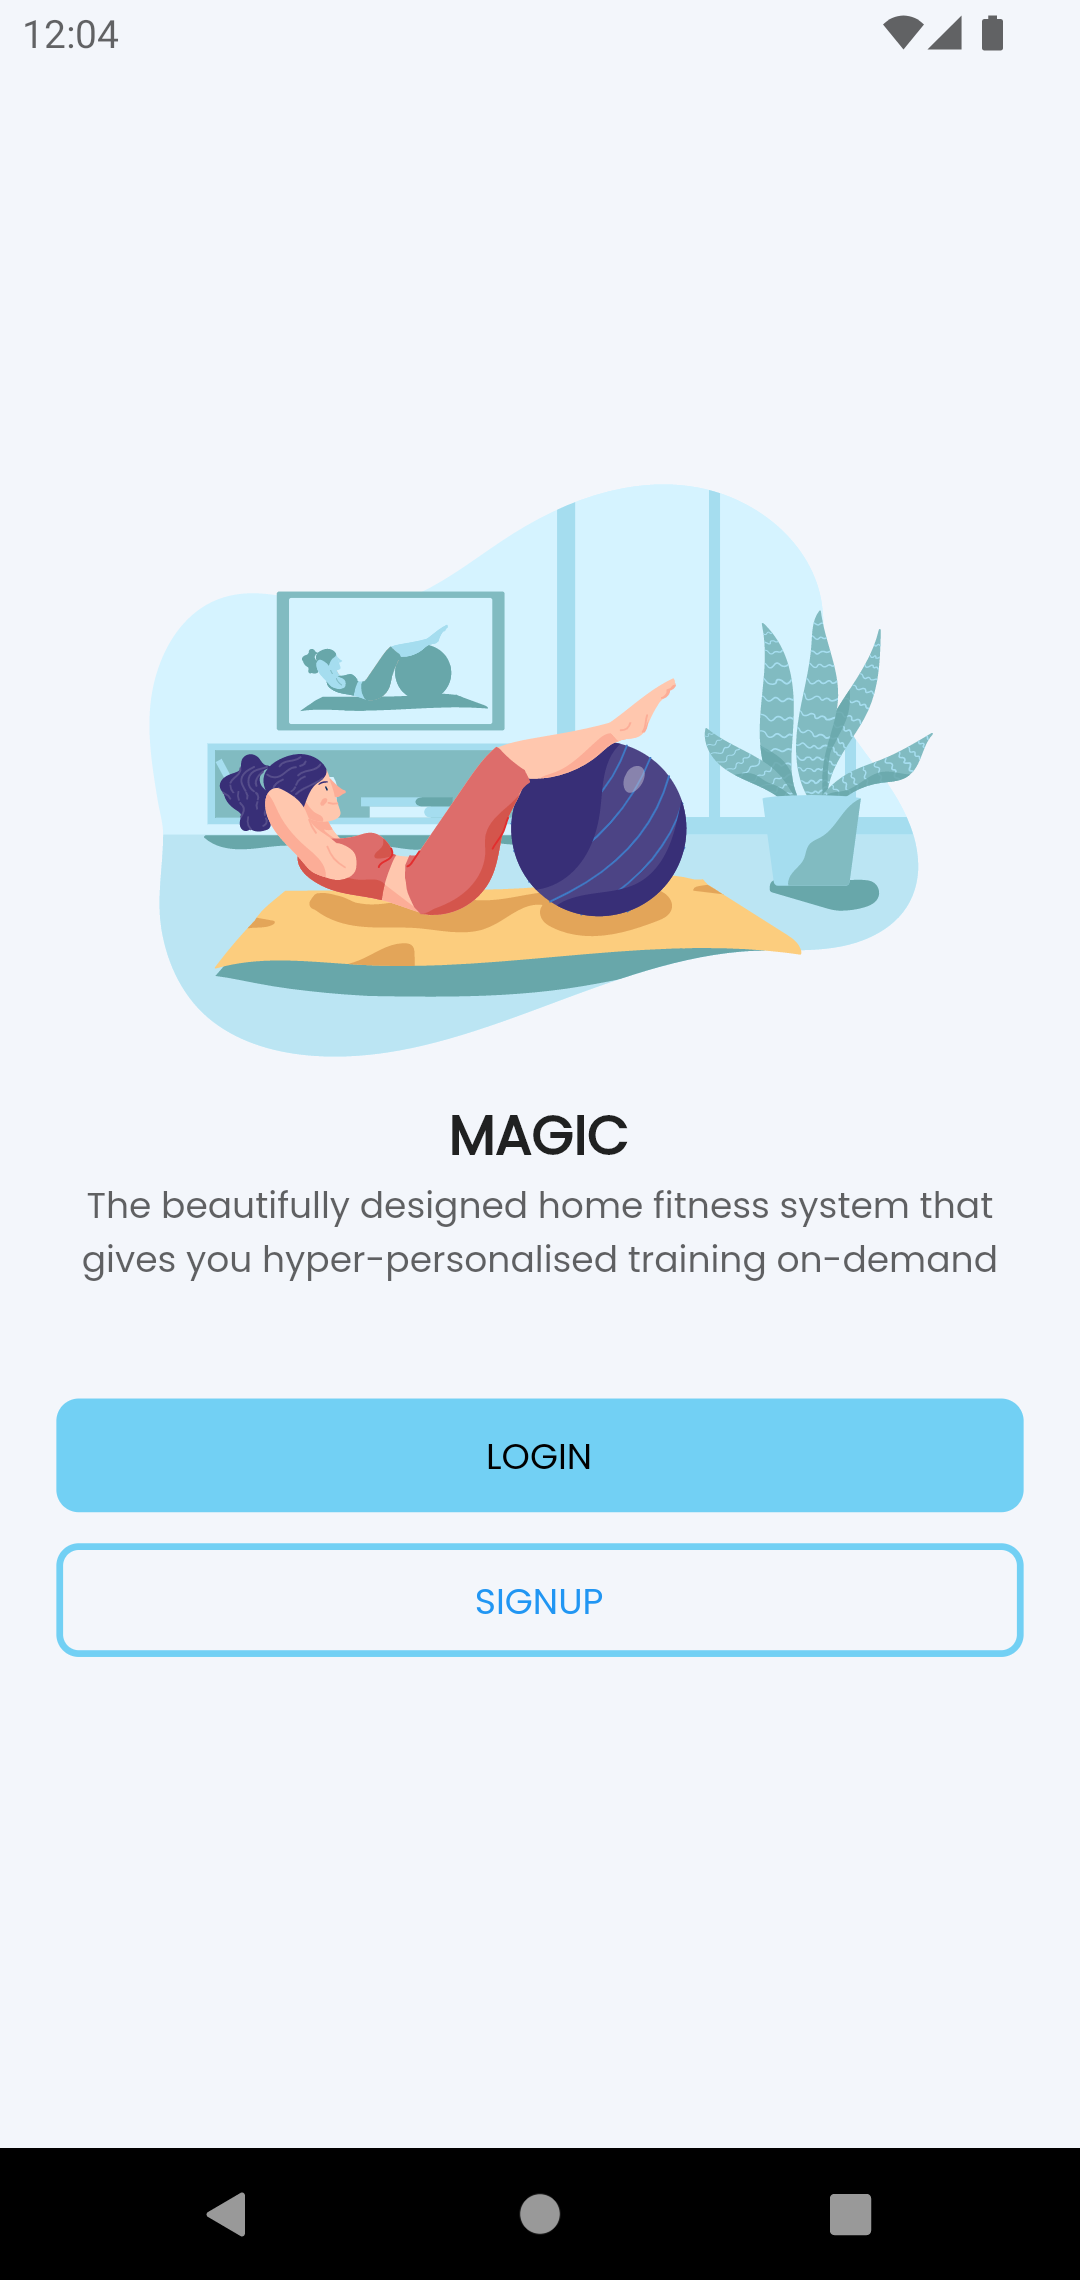 12:04
MAGIC
The beautifully designed home fitness system that
gives you hyper-personalised training on-demand
LOGIN
SIGNUP